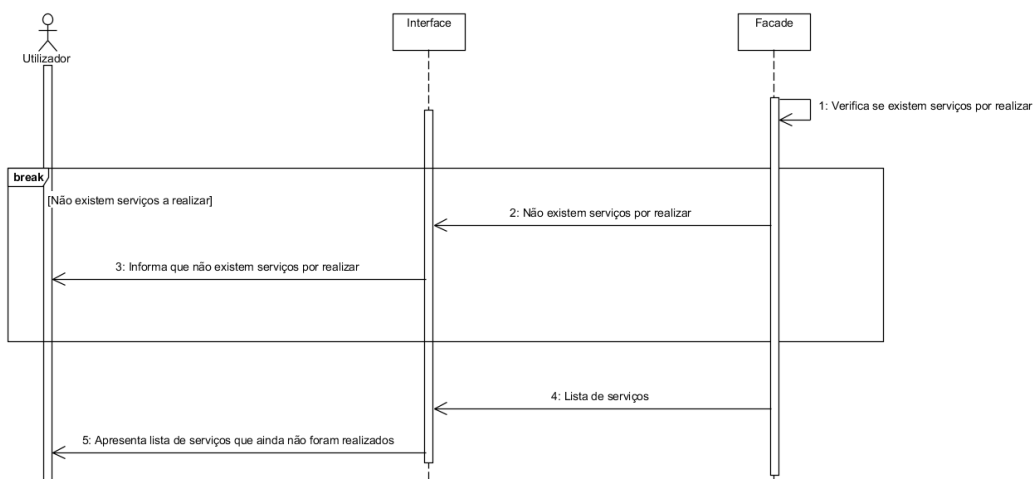 Utilizador
Interface
Facade
1: Verifica se existem serviços por realizar
break
[Não existem serviços a realizar]
2: Não existem serviços por realizar
3: Informa que não existem serviços por realizar
4: Lista de serviços
5: Apresenta lista de serviços que ainda não foram realizados